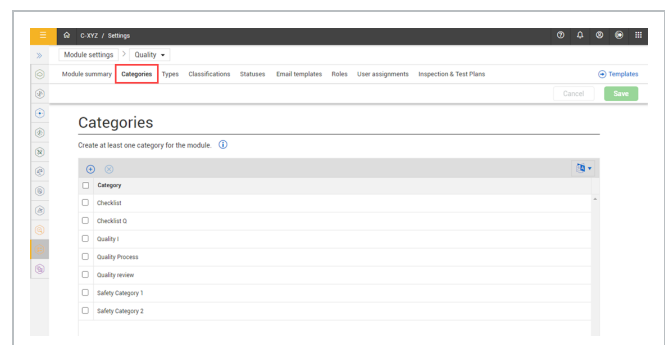 C-XYZ / Settings
Module settings > Quality
Module summary Categories Types Classifications Statuses Email templates Roles User assignments Inspection & Test Plans Templates
Cancel Save
Categories
Create at least one category for the module.
Category
Checklist
Checklist Q
Quality I
Quality Process
Quality review
Safety Category 1
Safety Category 2